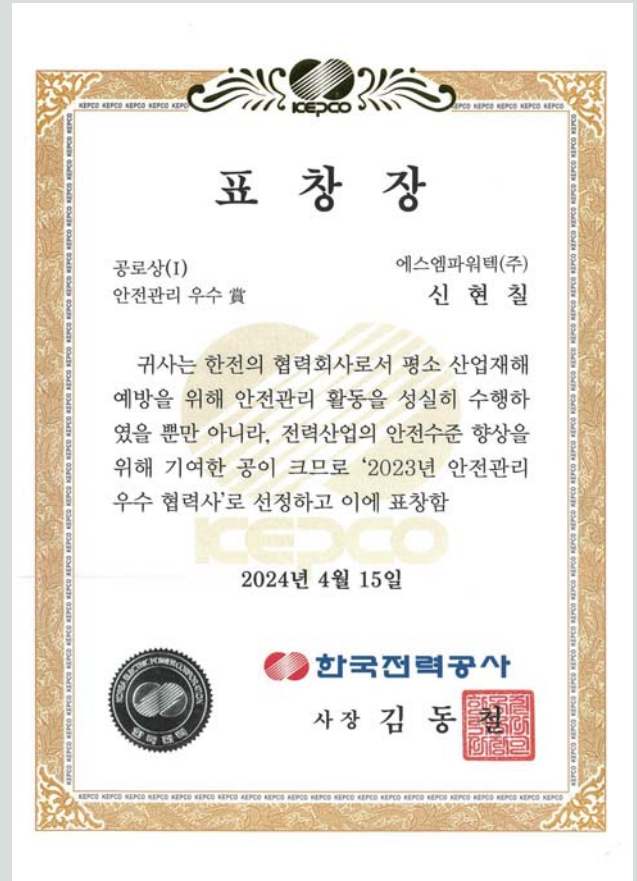 KEPCO
표 창 장
공로상(I)
에스엠파워텍(주)
안전관리 우수 賞
신 현 칠
귀사는 한전의 협력회사로서 평소 산업재해
예방을 위해 안전관리 활동을 성실히 수행하
였을 뿐만 아니라, 전력산업의 안전수준 향상을
위해 기여한 공이 크므로 ‘2023년 안전관리
우수 협력사’로 선정하고 이에 표창함
KEPCO
2024년 4월 15일
KOREA ELECTRIC POWER CORPORATION
한국전력공사
사장 김 동 철